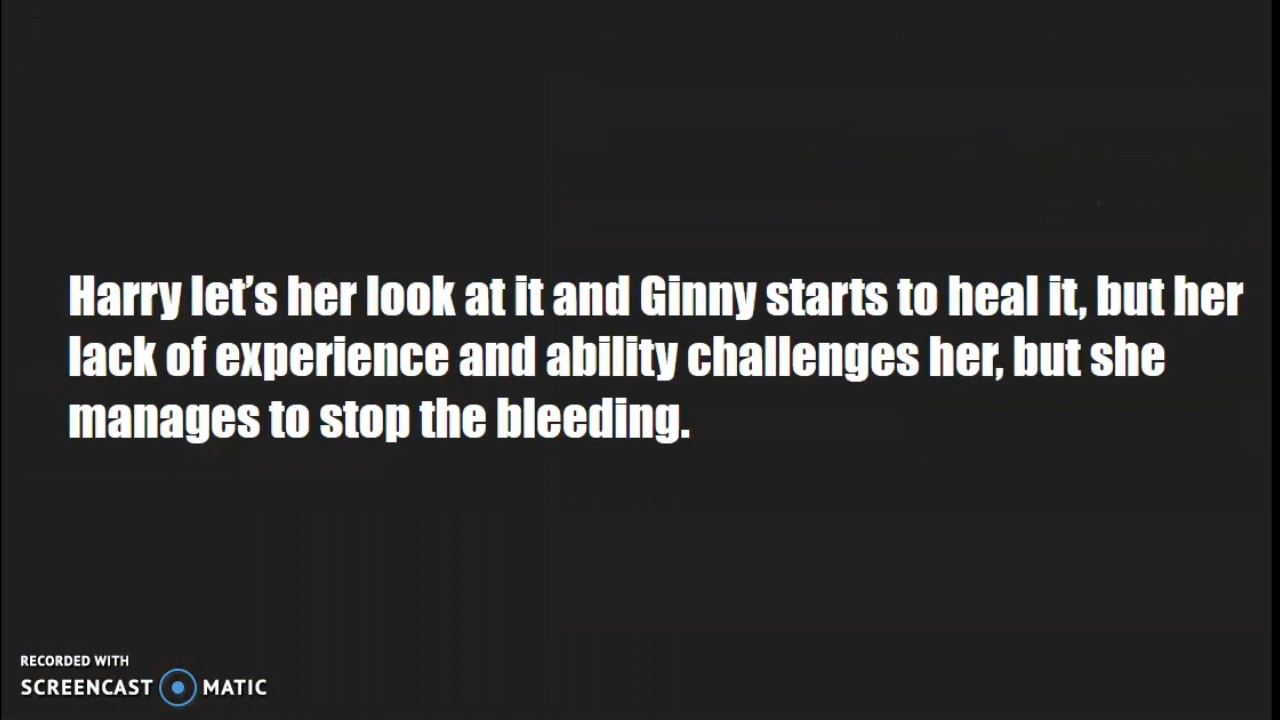 Harry let’s her look at it and Ginny starts to heal it, but her
lack of experience and ability challenges her, but she
manages to stop the bleeding.
RECORDED WITH
SCREENCAST MATIC